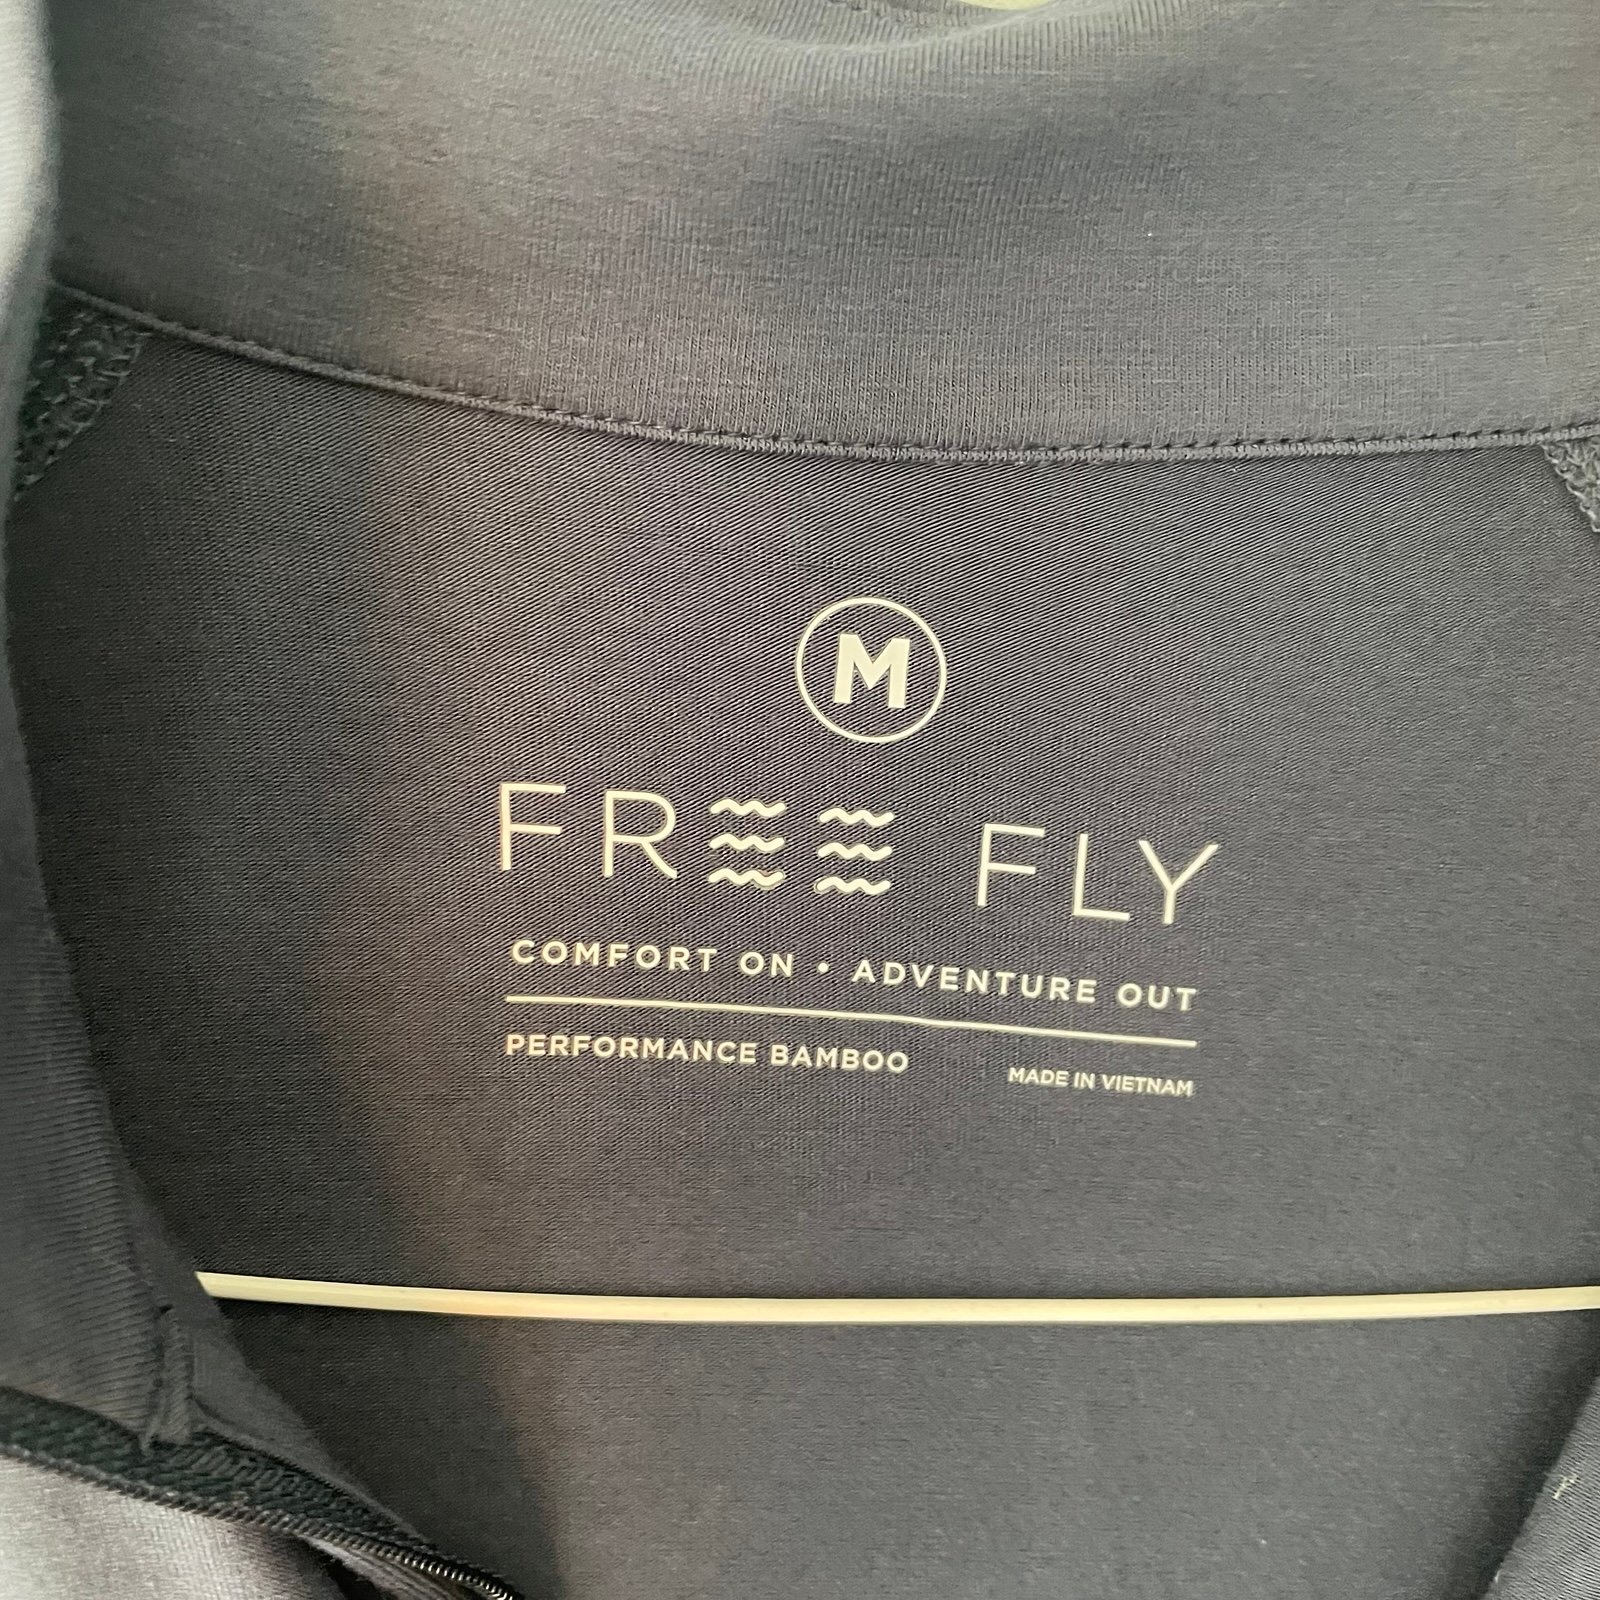 M
FREE FLY
COMFORT ON • ADVENTURE OUT
PERFORMANCE BAMBOO
MADE IN VIETNAM